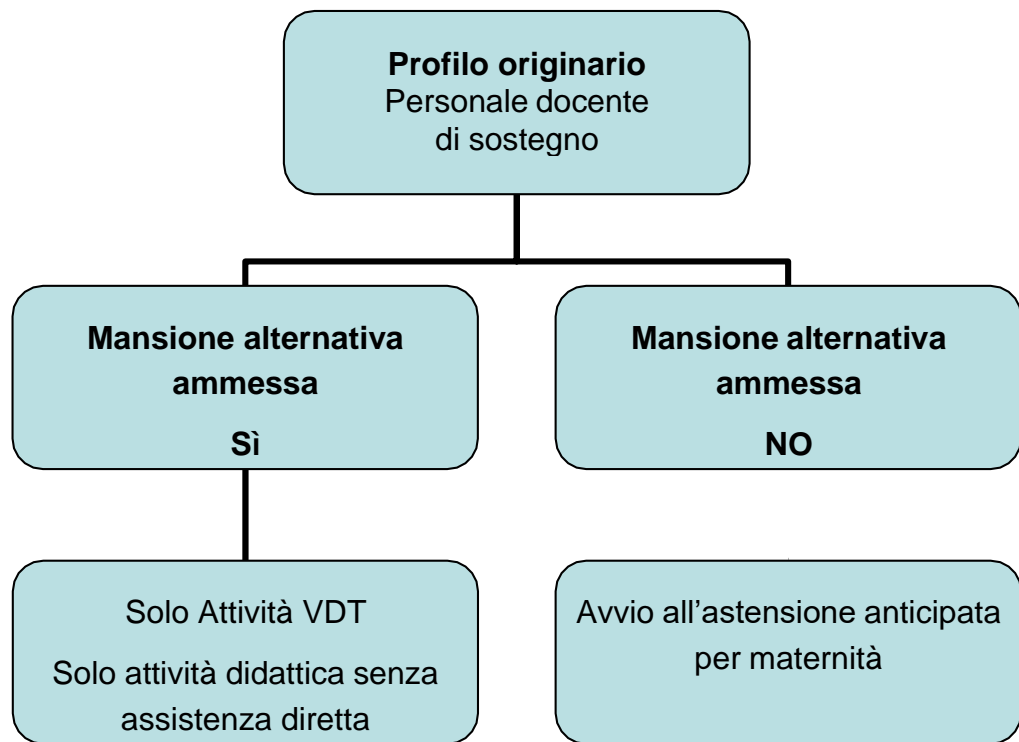 Profilo originario
Personale docente
di sostegno
Mansione alternativa
ammessa
Sì
Mansione alternativa
ammessa
NO
Solo Attività VDT
Solo attività didattica senza
assistenza diretta
Avvio all’astensione anticipata
per maternità